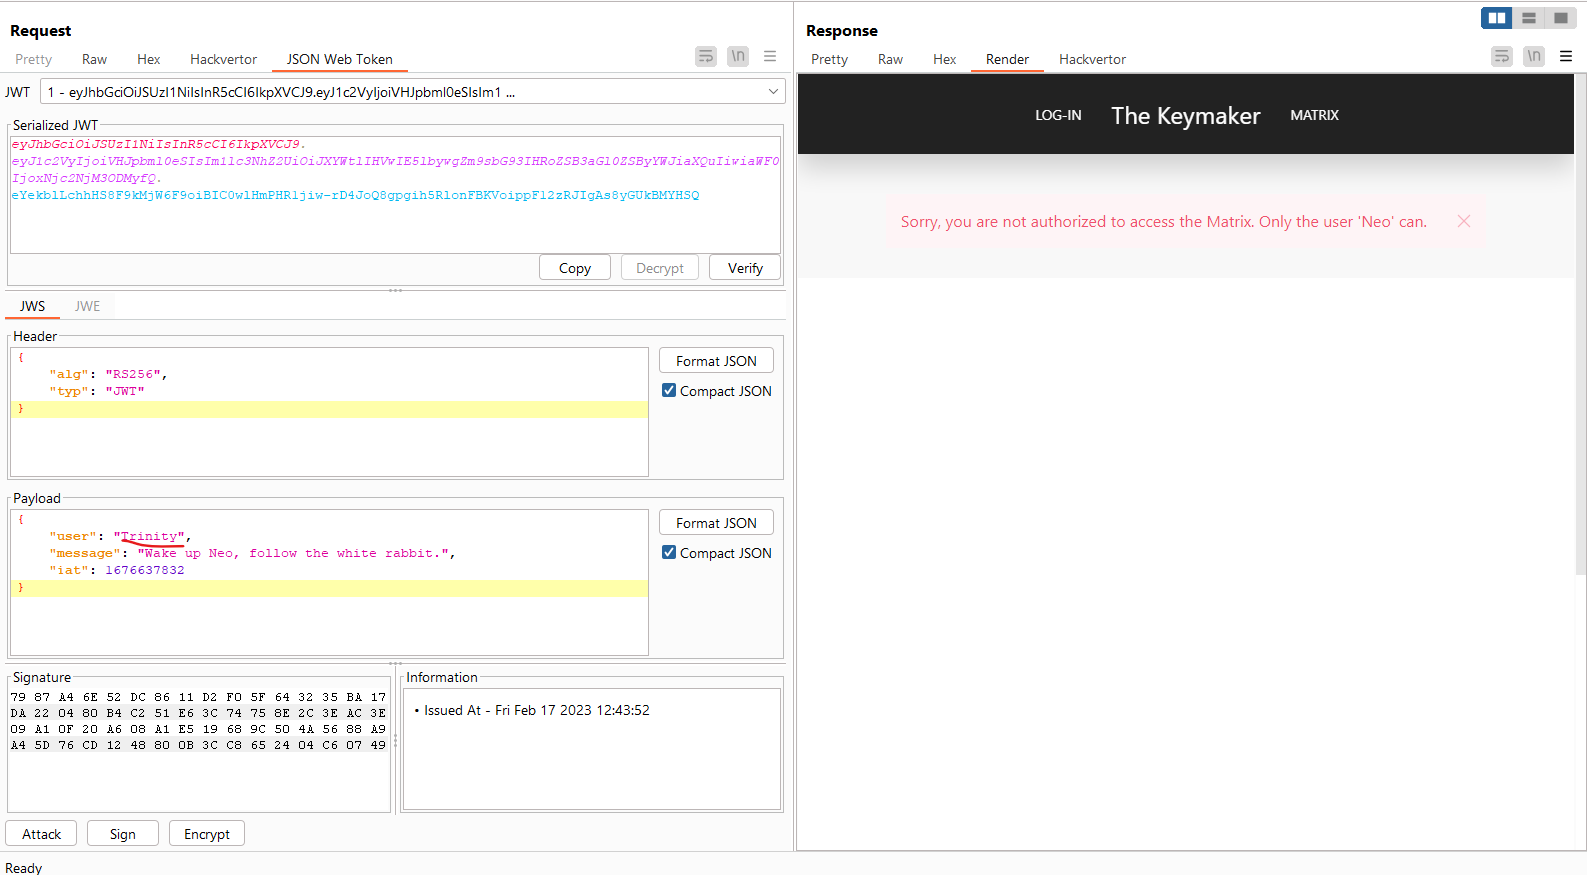 Request
Pretty Raw Hex Hackvertor JSON Web Token
\n
JWT 1 - eyJhbGciOiJSUzI1NiIsInR5cCI6IkpXVCJ9.eyJ1c2VyIjoiVHJpbml0eSIsIm1 ...
Serialized JWT
eyJhbGciOiJSUzI1NiIsInR5cCI6IkpXVCJ9.
eyJ1c2VyIjoiVHJpbml0eSIsIm1lc3NhZ2UiOiJXYWtlIHVwIE5lbywgZm9sbG93IHRoZSB3aGl0ZSByYWJiaXQuIiwiaWF0
IjoxNjc2NjM3ODMyfQ.
eYekblLchhHS8F9kMjW6F9oiBIC0wlHmPHR1jiw-rD4JoQ8gpgih5RlonFBKVoippF12zRJIgAs8yGUkBMYHSQ
Copy Decrypt Verify
JWS JWE
Header
{
"alg": "RS256",
"typ": "JWT"
}
Format JSON
Compact JSON
Payload
{
"user": "Trinity",
"message": "Wake up Neo, follow the white rabbit.",
"iat": 1676637832
}
Format JSON
Compact JSON
Signature
79 87 A4 6E 52 DC 86 11 D2 F0 5F 64 32 35 BA 17
DA 22 04 80 B4 C2 51 E6 3C 74 75 8E 2C 3E AC 3E
09 A1 0F 20 A6 08 A1 E5 19 68 9C 50 4A 56 88 A9
A4 5D 76 CD 12 48 80 0B 3C C8 65 24 04 C6 07 49
Information
• Issued At - Fri Feb 17 2023 12:43:52
Attack Sign Encrypt
Ready
Response
Pretty Raw Hex Render Hackvertor
\n
LOG-IN The Keymaker MATRIX
Sorry, you are not authorized to access the Matrix. Only the user 'Neo' can.